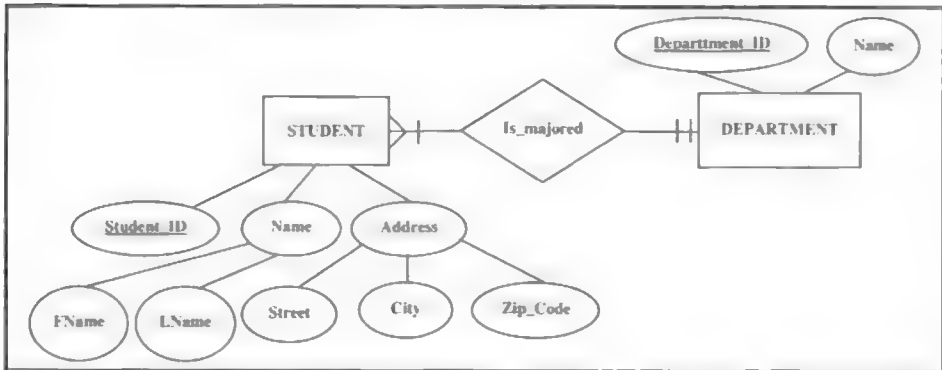 Departtment_ID
Name
STUDENT
Is_majored
DEPARTMENT
Student_ID
Name
Address
FName
LName
Street
City
Zip_Code